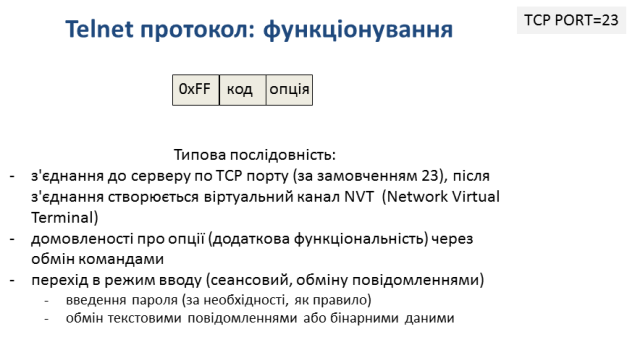 Telnet протокол: функціонування
TCP PORT=23
0xFF код опція
Типова послідовність:
- з'єднання до серверу по TCP порту (за замовченням 23), після
з'єднання створюється віртуальний канал NVT (Network Virtual
Terminal)
- домовленості про опції (додаткова функціональність) через
обмін командами
- перехід в режим вводу (сеансовий, обміну повідомленнями)
- введення пароля (за необхідності, як правило)
- обмін текстовими повідомленнями або бінарними даними